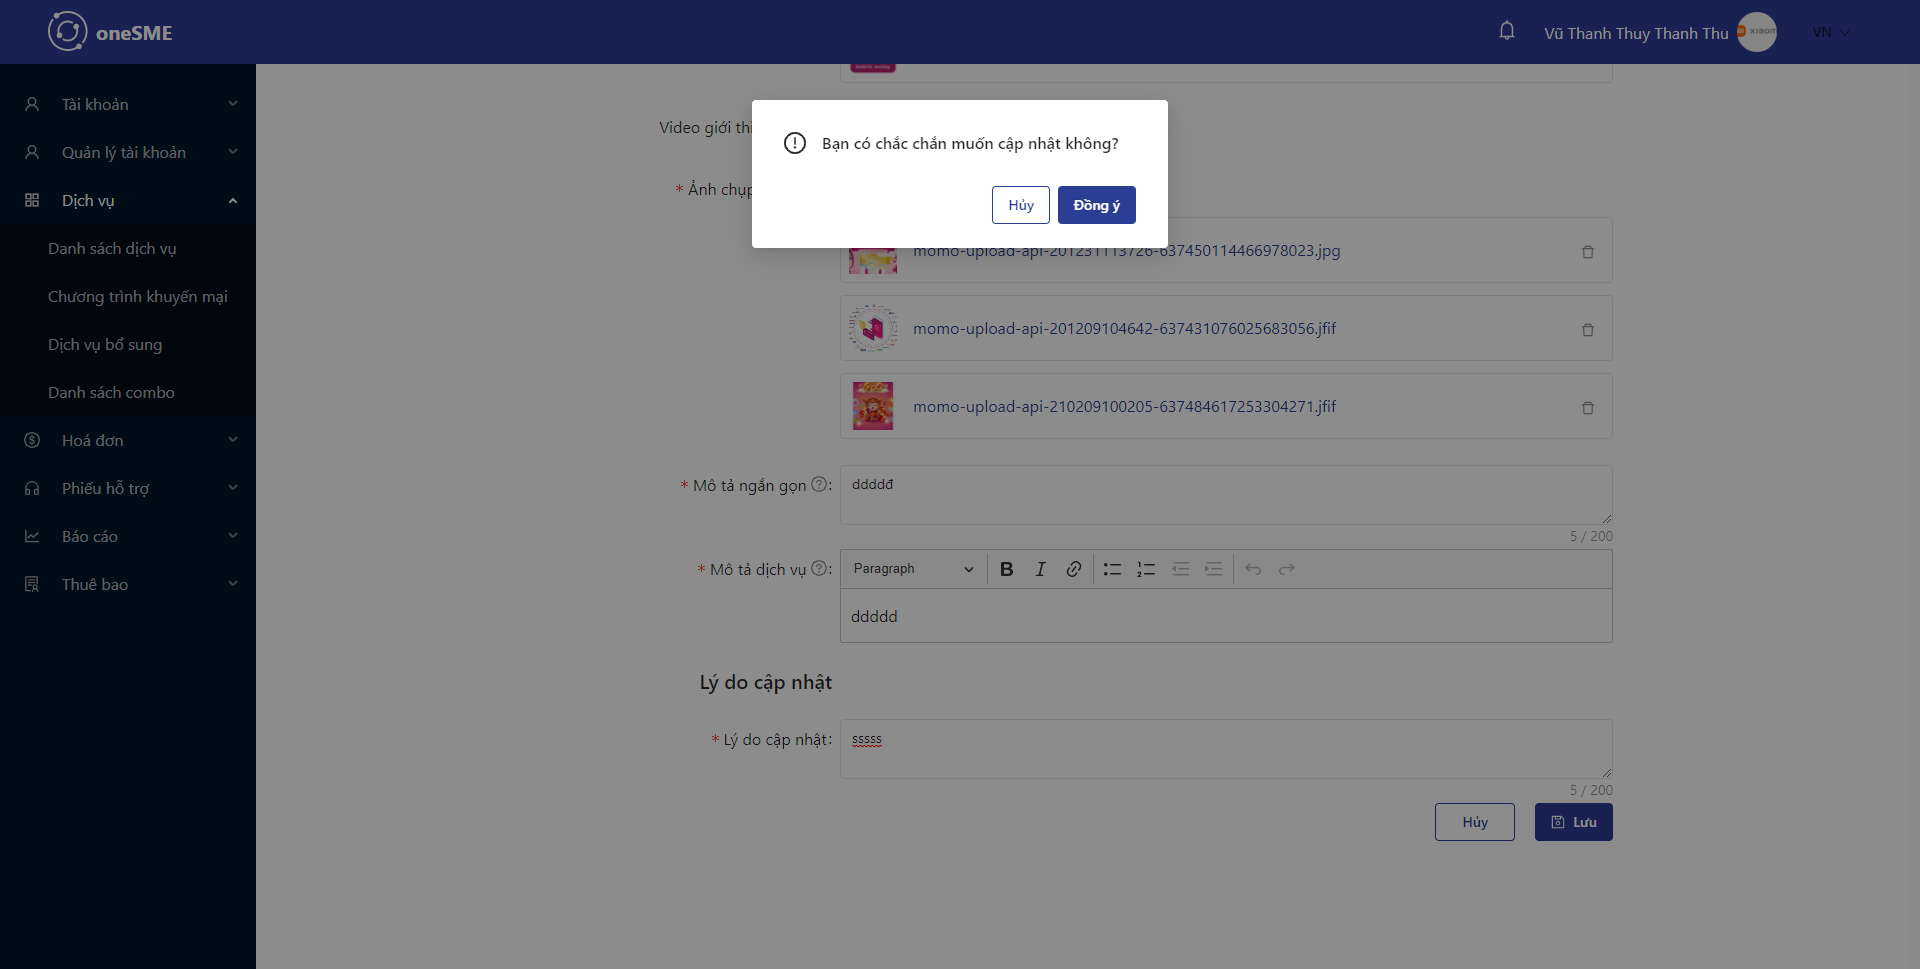 oneSME
Vũ Thanh Thuy Thanh Thu
VN
Tài khoản
Quản lý tài khoản
Dịch vụ
Danh sách dịch vụ
Chương trình khuyến mại
Dịch vụ bổ sung
Danh sách combo
Hoá đơn
Phiếu hỗ trợ
Báo cáo
Thuê bao
Video giới thi
Bạn có chắc chắn muốn cập nhật không?
Hủy
Đồng ý
* Ảnh chụp
momo-upload-api-201231113726-637450114466978023.jpg
momo-upload-api-201209104642-637431076025683056.jfif
momo-upload-api-210209100205-637484617253304271.jfif
* Mô tả ngắn gọn :
ddddđ
5 / 200
* Mô tả dịch vụ :
Paragraph
ddddd
Lý do cập nhật
* Lý do cập nhật:
sssss
5 / 200
Hủy
Lưu